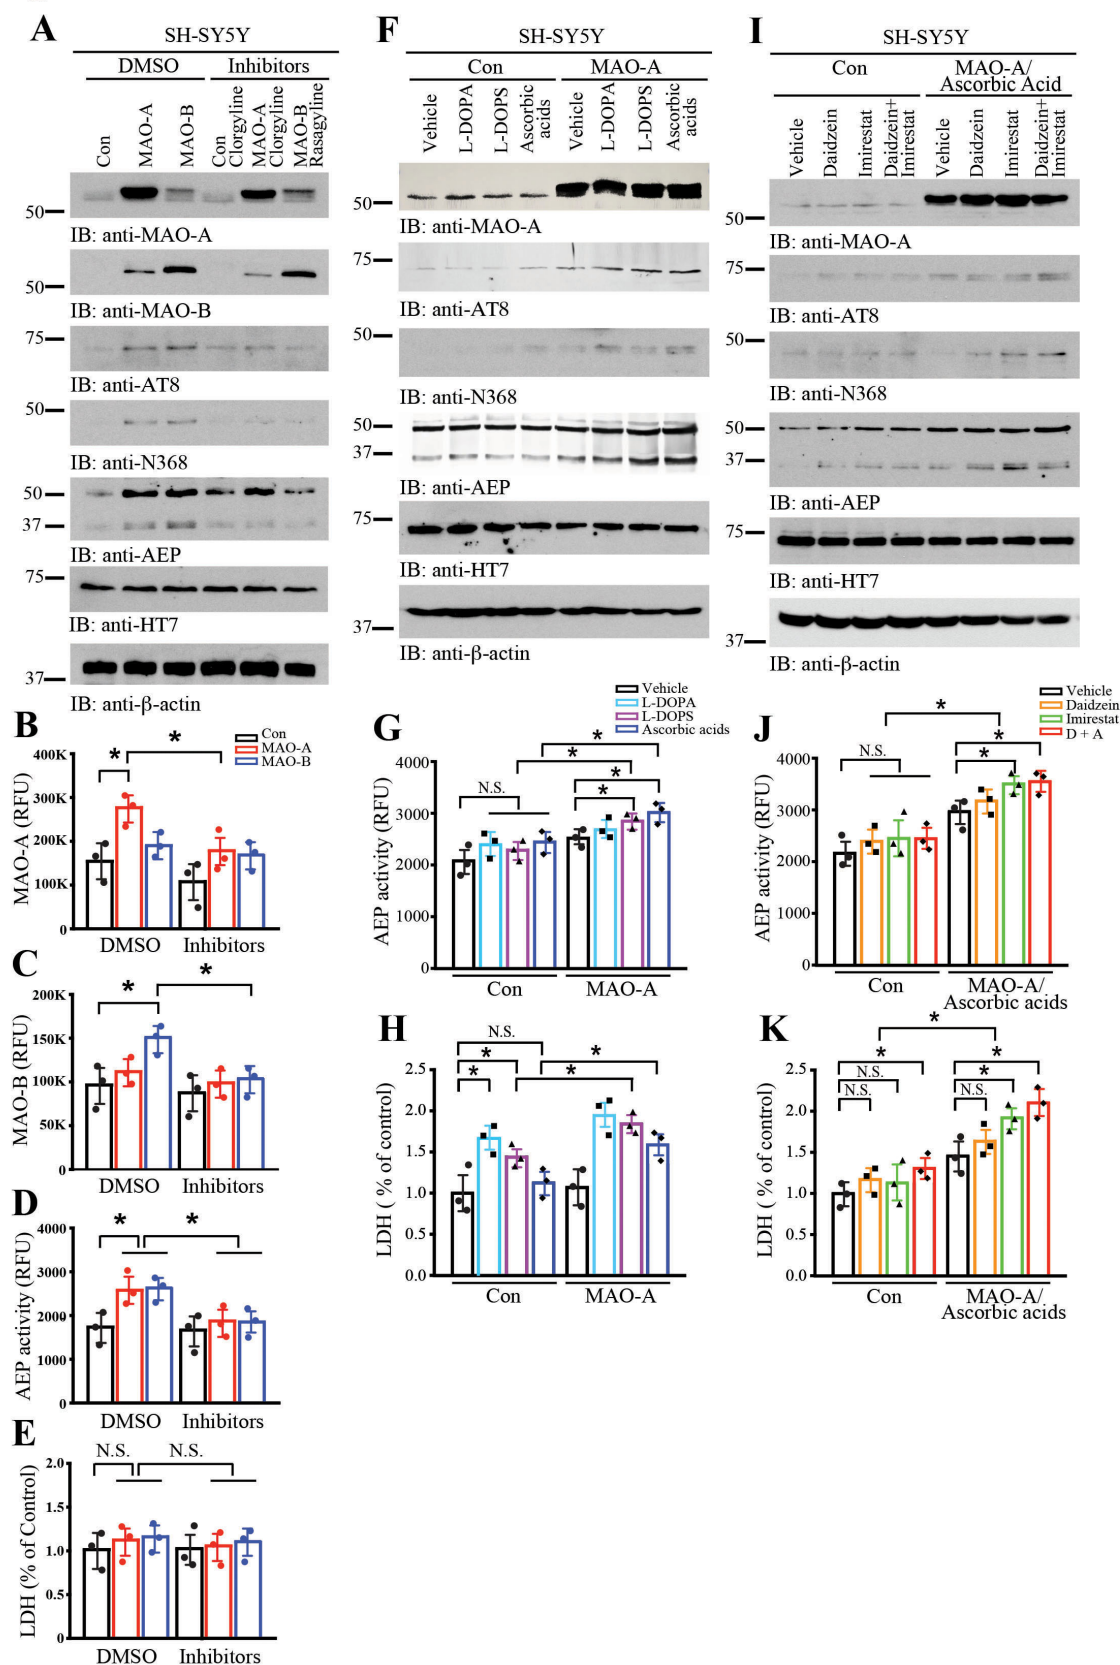 A
SH-SY5Y
DMSO
Inhibitors
Con
MAO-A
MAO-B
Con
Clorgyline
MAO-A
Clorgyline
MAO-B
Rasagyline
50
IB: anti-MAO-A
50
IB: anti-MAO-B
75
IB: anti-AT8
50
IB: anti-N368
50
37
IB: anti-AEP
75
IB: anti-HT7
37
IB: anti-β-actin
F
SH-SY5Y
Con
MAO-A
Vehicle
L-DOPA
L-DOPS
Ascorbic
acids
Vehicle
L-DOPA
L-DOPS
Ascorbic
acids
50
IB: anti-MAO-A
75
IB: anti-AT8
50
IB: anti-N368
50
37
IB: anti-AEP
75
IB: anti-HT7
37
IB: anti-β-actin
I
SH-SY5Y
Con
MAO-A/
Ascorbic Acid
Vehicle
Daidzein
Imirestat
Daidzein+
Imirestat
Vehicle
Daidzein
Imirestat
Daidzein+
Imirestat
50
IB: anti-MAO-A
75
IB: anti-AT8
50
IB: anti-N368
50
37
IB: anti-AEP
75
IB: anti-HT7
37
IB: anti-β-actin
B
Con
MAO-A
MAO-B
MAO-A (RFU)
400K
300K
200K
100K
0
* *
DMSO
Inhibitors
C
MAO-B (RFU)
200K
150K
100K
50K
0
* *
DMSO
Inhibitors
D
AEP activity (RFU)
4000
3000
2000
1000
0
* *
DMSO
Inhibitors
E
LDH (% of Control)
2.0
1.5
1.0
0.5
0
N.S. N.S.
DMSO
Inhibitors
G
Vehicle
L-DOPA
L-DOPS
Ascorbic acids
AEP activity (RFU)
4000
3000
2000
1000
0
N.S.
*
*
*
*
Con
MAO-A
H
LDH ( % of control)
2.5
2.0
1.5
1.0
0.5
0.0
N.S.
*
*
*
*
Con
MAO-A
J
Vehicle
Daidzein
Imirestat
D + A
AEP activity (RFU)
4000
3000
2000
1000
0
*
N.S.
*
*
Con
MAO-A/
Ascorbic acids
K
LDH ( % of control)
2.5
2.0
1.5
1.0
0.5
0.0
*
*
N.S.
N.S.
*
*
N.S.
Con
MAO-A/
Ascorbic acids